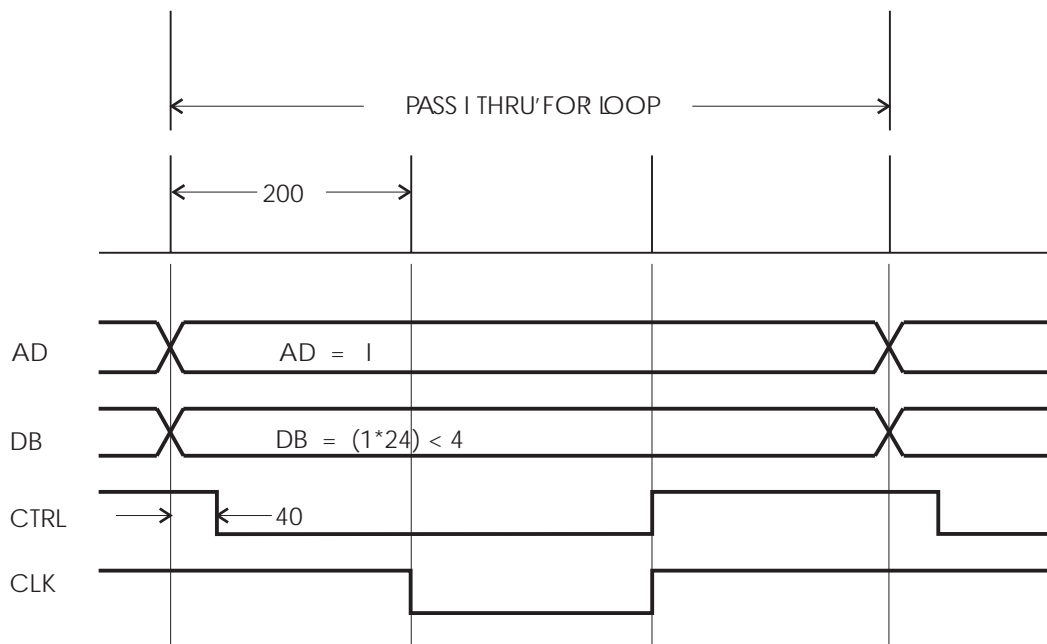 PASS I THRU'FOR LOOP
200
AD
AD = I
DB
DB = (1*24) < 4
CTRL
40
CLK